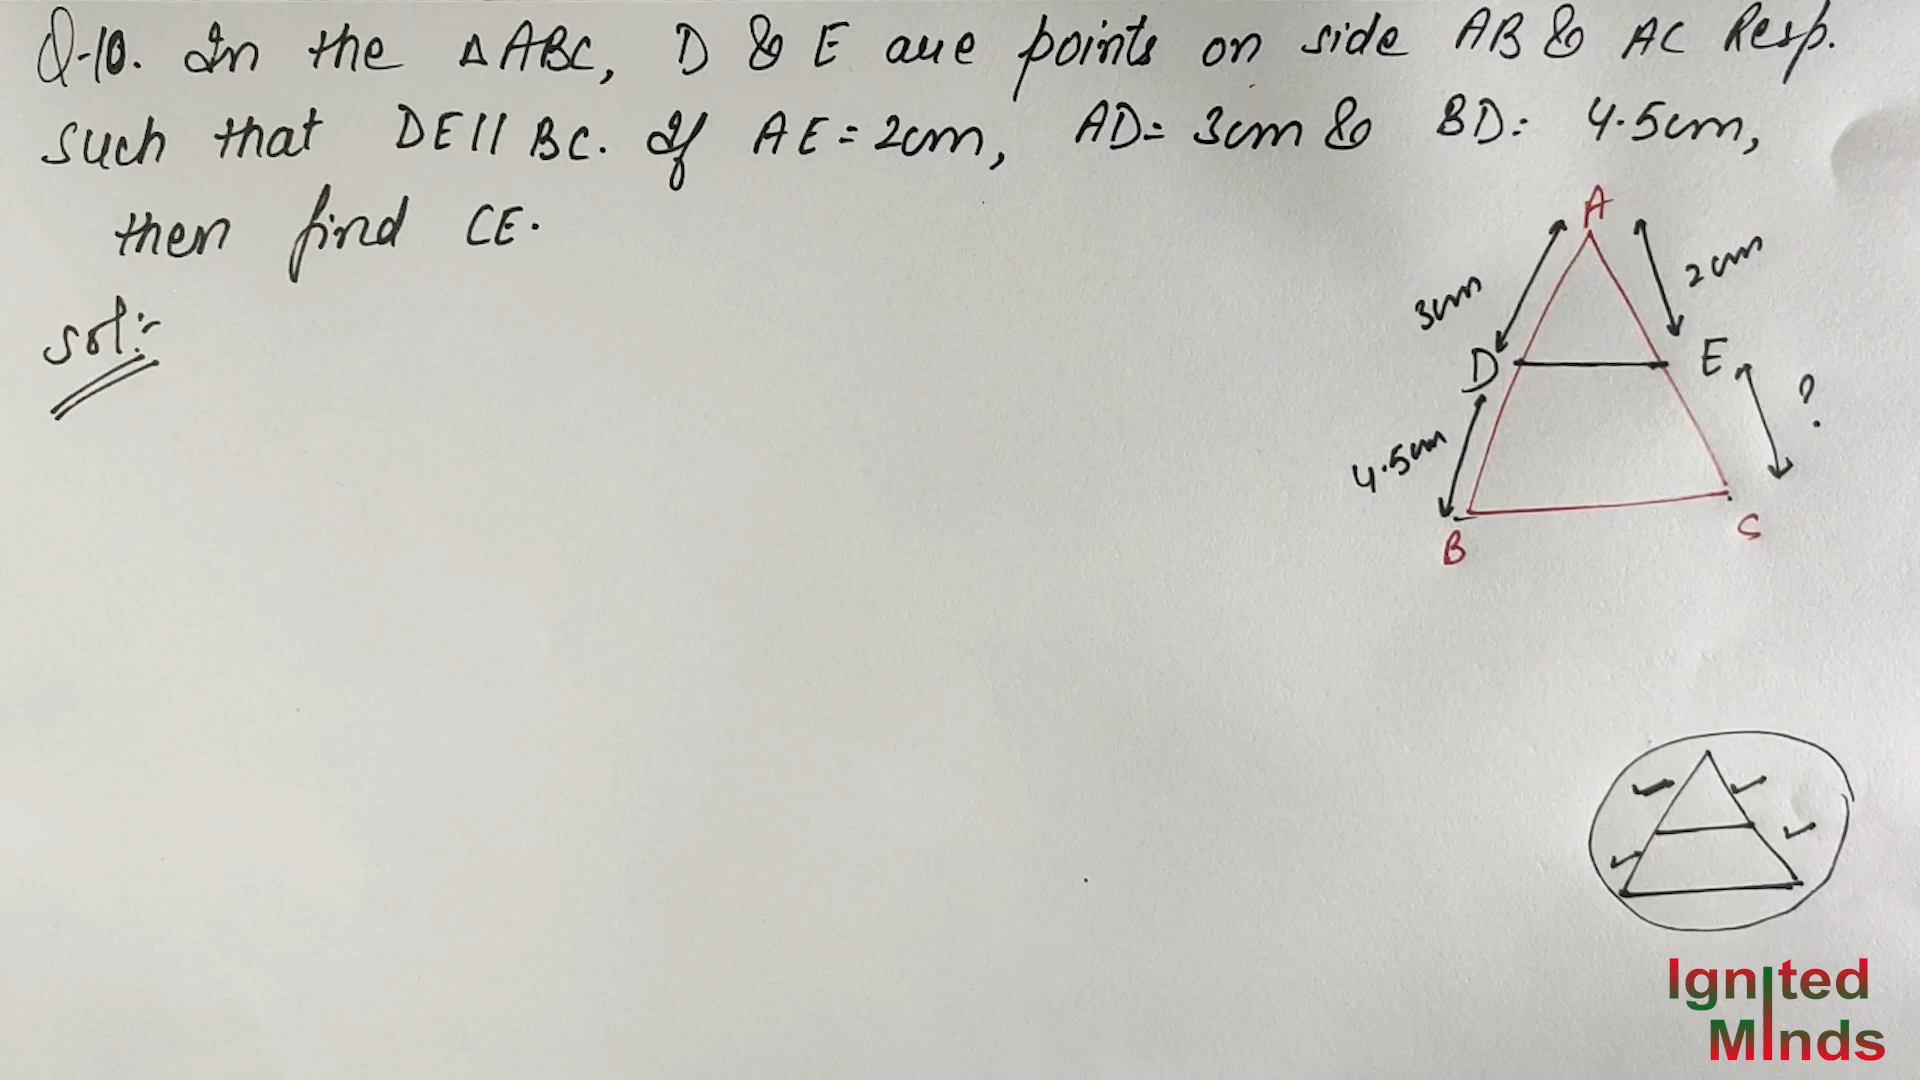 Q-10. In the △ABC, D & E are points on side AB & AC Resp.
such that DE || BC. If AE = 2cm, AD = 3cm & BD: 4.5cm,
then find CE.
Sol:-
A
3cm
2cm
D
E
?
4.5cm
B
C
Ignited
Minds